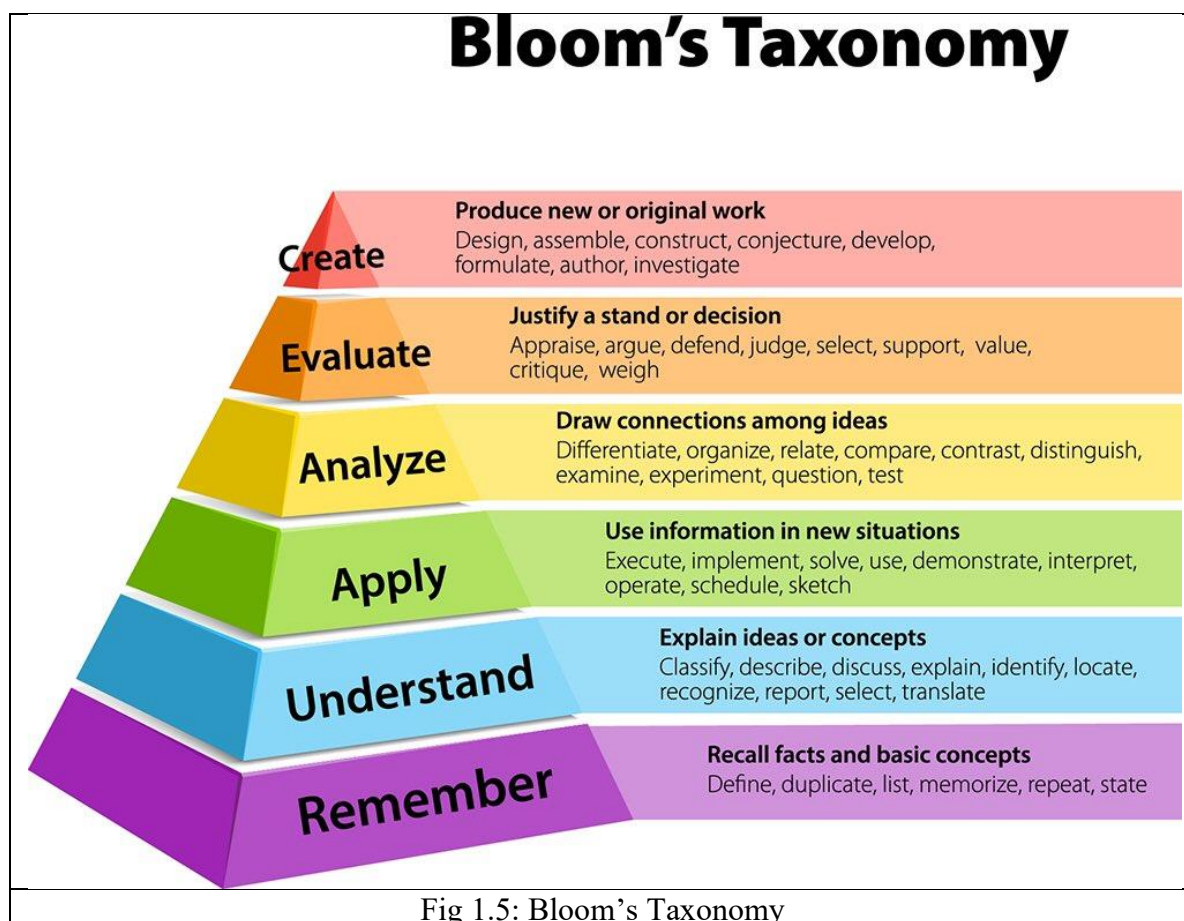 Bloom's Taxonomy
Create
Produce new or original work
Design, assemble, construct, conjecture, develop,
formulate, author, investigate
Evaluate
Justify a stand or decision
Appraise, argue, defend, judge, select, support, value,
critique, weigh
Analyze
Draw connections among ideas
Differentiate, organize, relate, compare, contrast, distinguish,
examine, experiment, question, test
Apply
Use information in new situations
Execute, implement, solve, use, demonstrate, interpret,
operate, schedule, sketch
Understand
Explain ideas or concepts
Classify, describe, discuss, explain, identify, locate,
recognize, report, select, translate
Remember
Recall facts and basic concepts
Define, duplicate, list, memorize, repeat, state
Fig 1.5: Bloom's Taxonomy